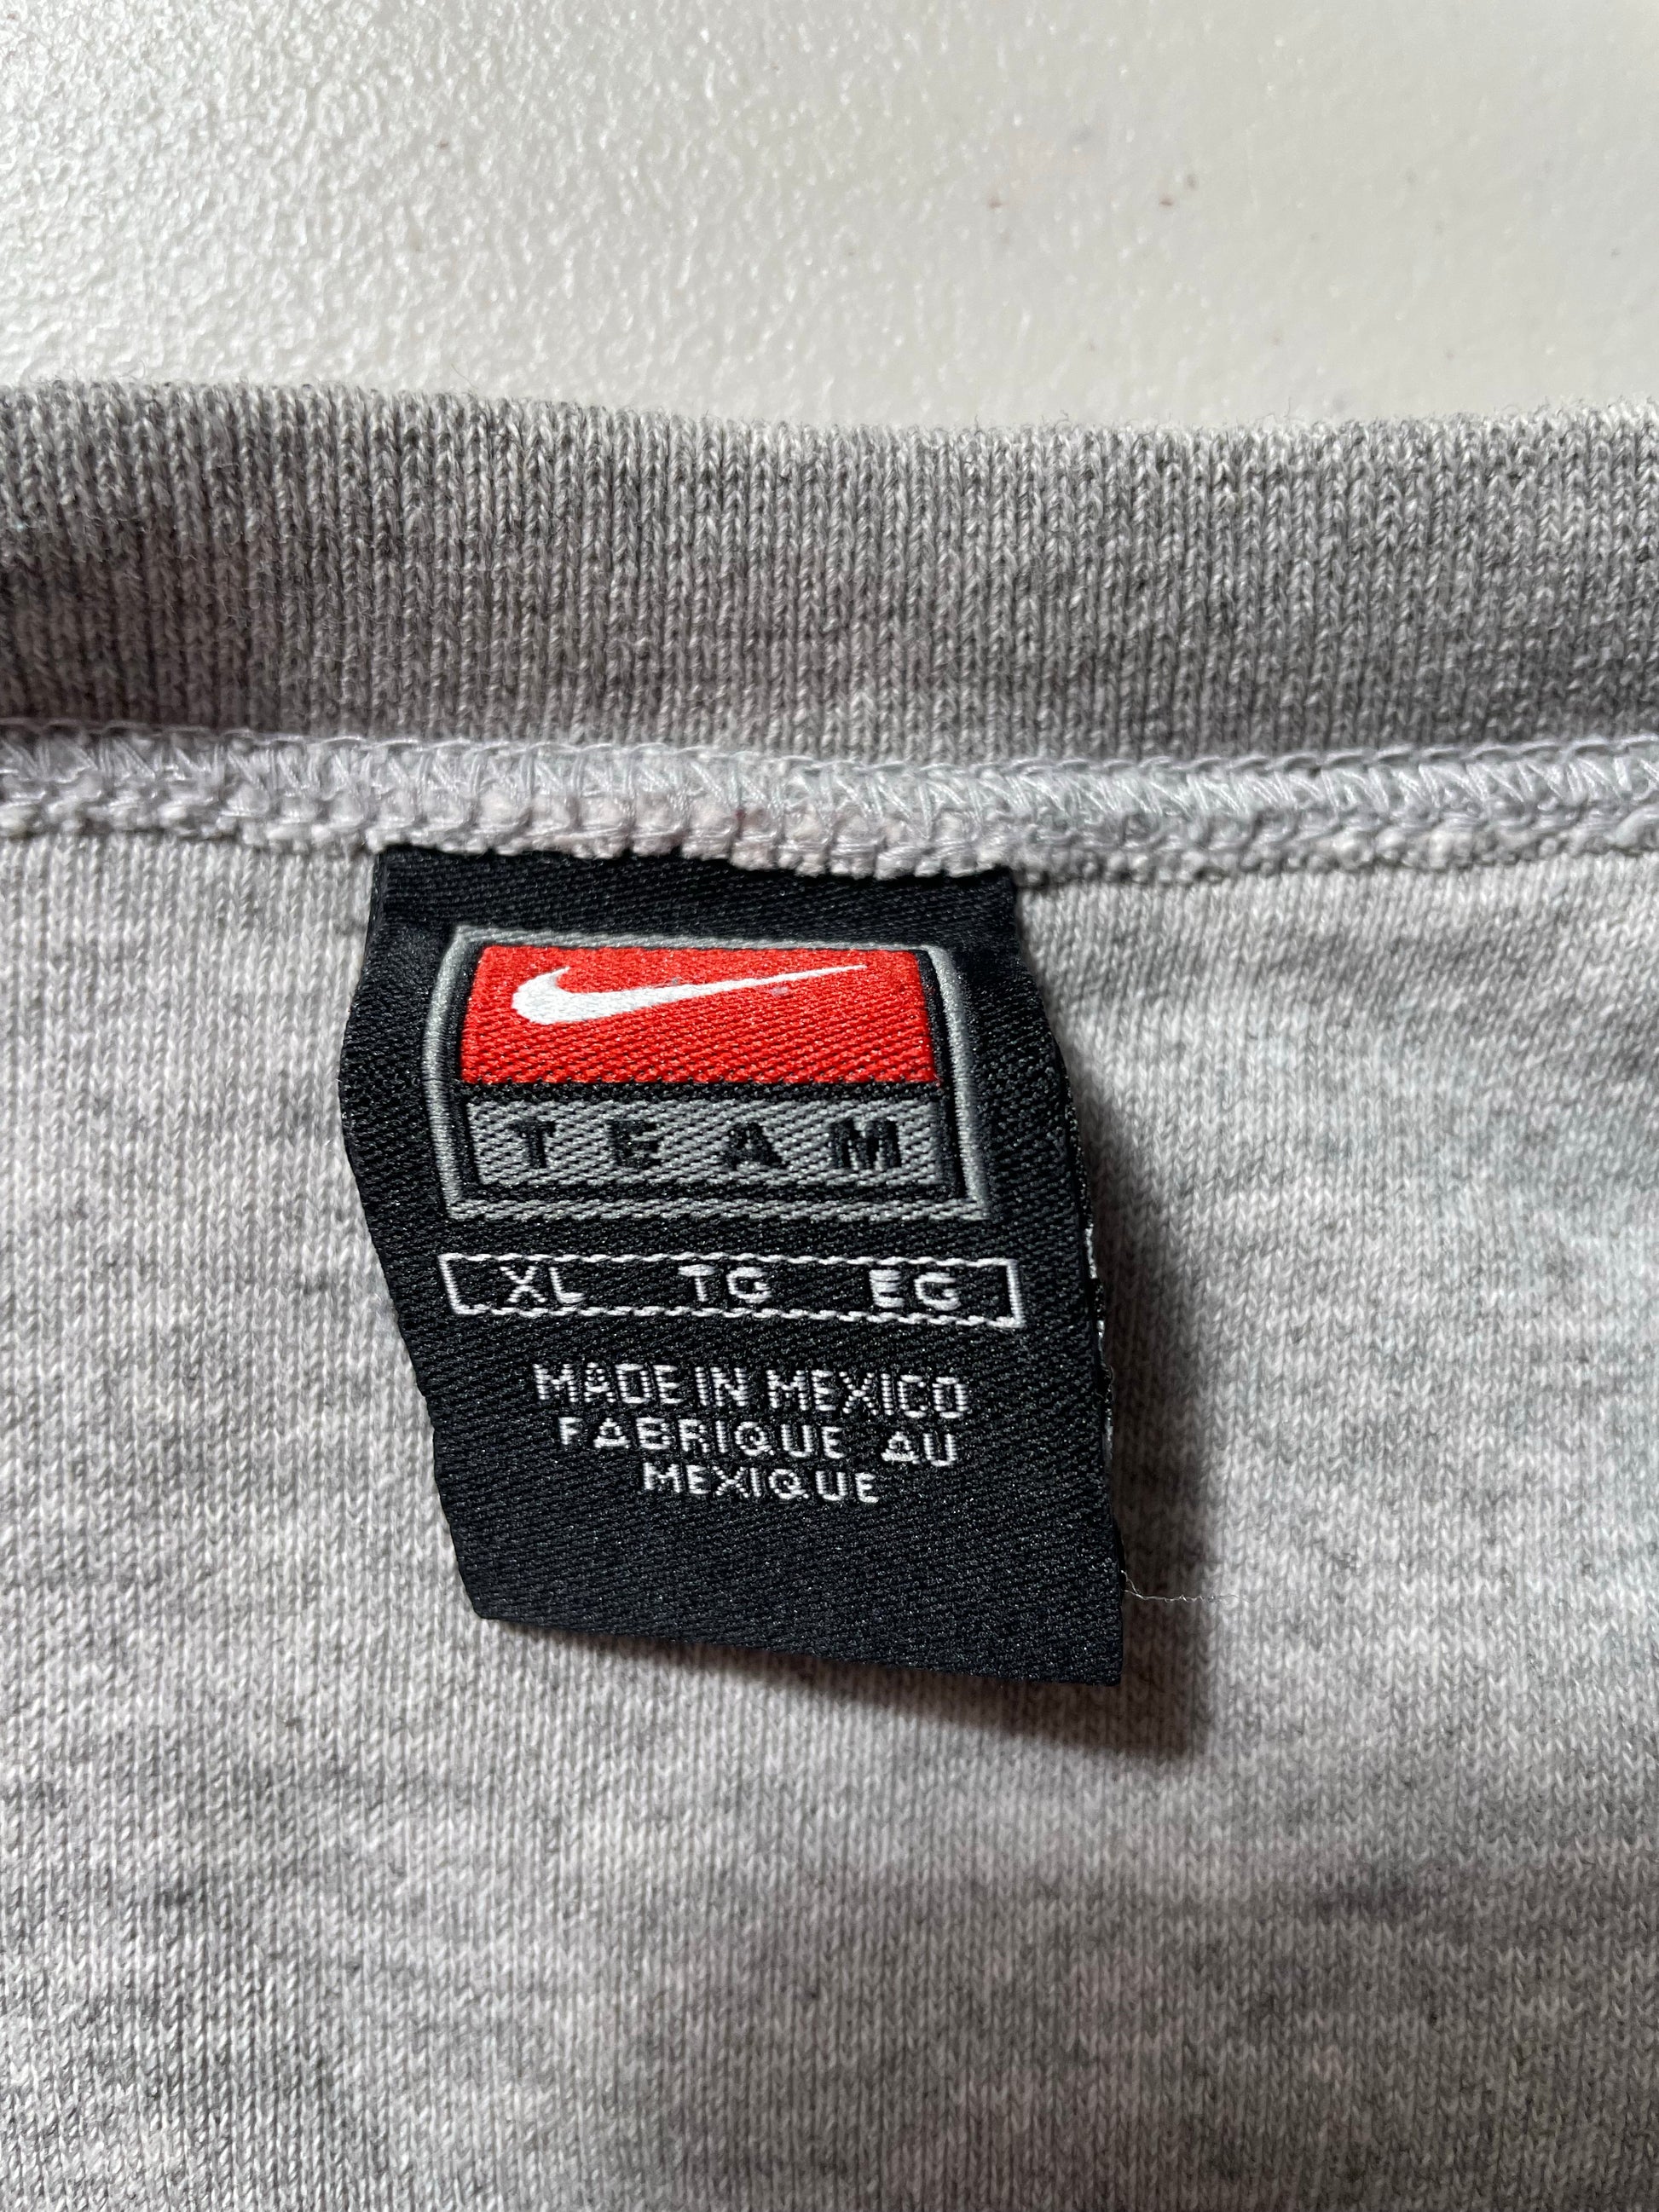 TEAM
XL TG EG
MADE IN MEXICO
FABRIQUE AU
MEXIQUE